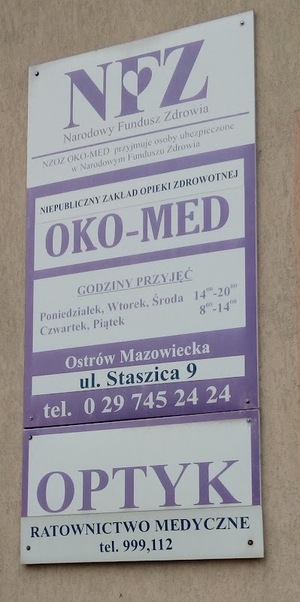 NFZ
Narodowy Fundusz Zdrowia
NZOZ OKO-MED przyjmuje osoby ubezpieczone
w Narodowym Funduszu Zdrowia
NIEPUBLICZNY ZAKŁAD OPIEKI ZDROWOTNEJ
OKO-MED
GODZINY PRZYJĘĆ
Poniedziałek, Wtorek, Środa 14⁰⁰-20⁰⁰
Czwartek, Piątek 8⁰⁰-14⁰⁰
Ostrów Mazowiecka
ul. Staszica 9
tel. 0 29 745 24 24
OPTYK
RATOWNICTWO MEDYCZNE
tel. 999,112